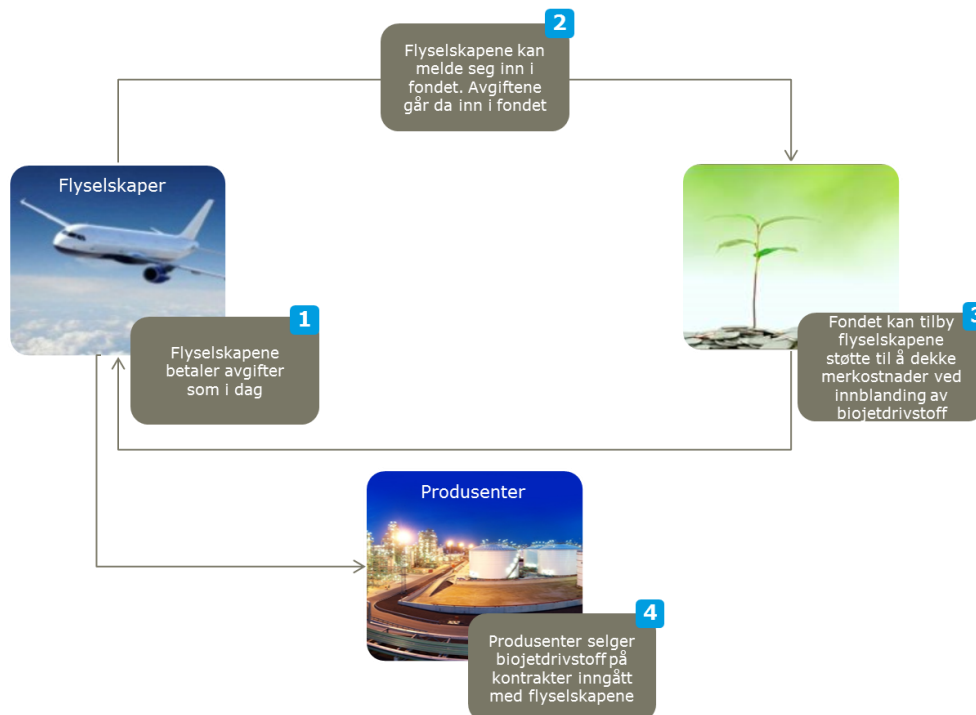 2
Flyselskapene kan
melde seg inn i
fondet. Avgiftene
går da inn i fondet
Flyselskaper
1
Flyselskapene
betaler avgifter
som i dag
3
Fondet kan tilby
flyselskapene
støtte til å dekke
merkostnader ved
innblanding av
biojetdrivstoff
Produsenter
4
Produsenter selger
biojetdrivstoff på
kontrakter inngått
med flyselskapene